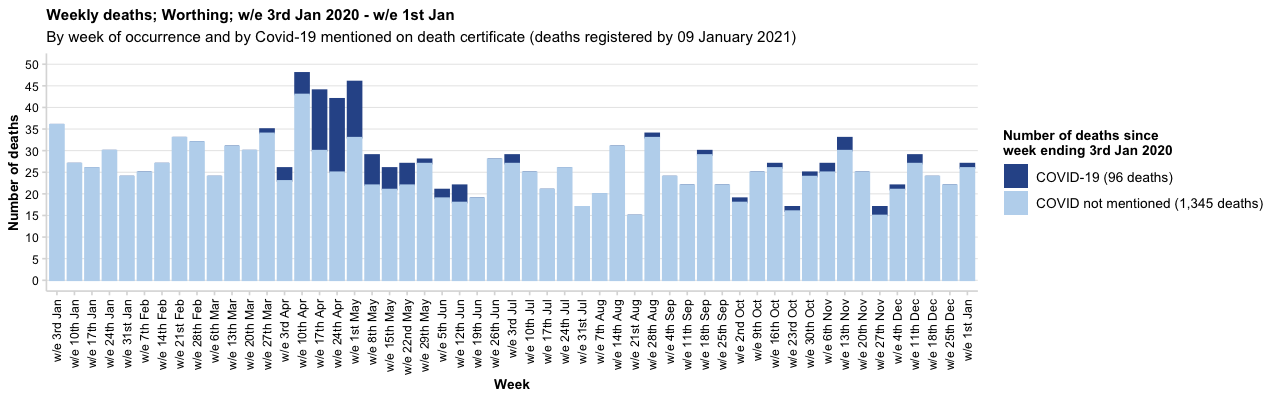 Weekly deaths; Worthing; w/e 3rd Jan 2020 - w/e 1st Jan
By week of occurrence and by Covid-19 mentioned on death certificate (deaths registered by 09 January 2021)
Number of deaths
50
45
40
35
30
25
20
15
10
5
0
w/e 3rd Jan
w/e 10th Jan
w/e 17th Jan
w/e 24th Jan
w/e 31st Jan
w/e 7th Feb
w/e 14th Feb
w/e 21st Feb
w/e 28th Feb
w/e 6th Mar
w/e 13th Mar
w/e 20th Mar
w/e 27th Mar
w/e 3rd Apr
w/e 10th Apr
w/e 17th Apr
w/e 24th Apr
w/e 1st May
w/e 8th May
w/e 15th May
w/e 22nd May
w/e 29th May
w/e 5th Jun
w/e 12th Jun
w/e 19th Jun
w/e 26th Jun
w/e 3rd Jul
w/e 10th Jul
w/e 17th Jul
w/e 24th Jul
w/e 31st Jul
w/e 7th Aug
w/e 14th Aug
w/e 21st Aug
w/e 28th Aug
w/e 4th Sep
w/e 11th Sep
w/e 18th Sep
w/e 25th Sep
w/e 2nd Oct
w/e 9th Oct
w/e 16th Oct
w/e 23rd Oct
w/e 30th Oct
w/e 6th Nov
w/e 13th Nov
w/e 20th Nov
w/e 27th Nov
w/e 4th Dec
w/e 11th Dec
w/e 18th Dec
w/e 25th Dec
w/e 1st Jan
Week
Number of deaths since
week ending 3rd Jan 2020
COVID-19 (96 deaths)
COVID not mentioned (1,345 deaths)